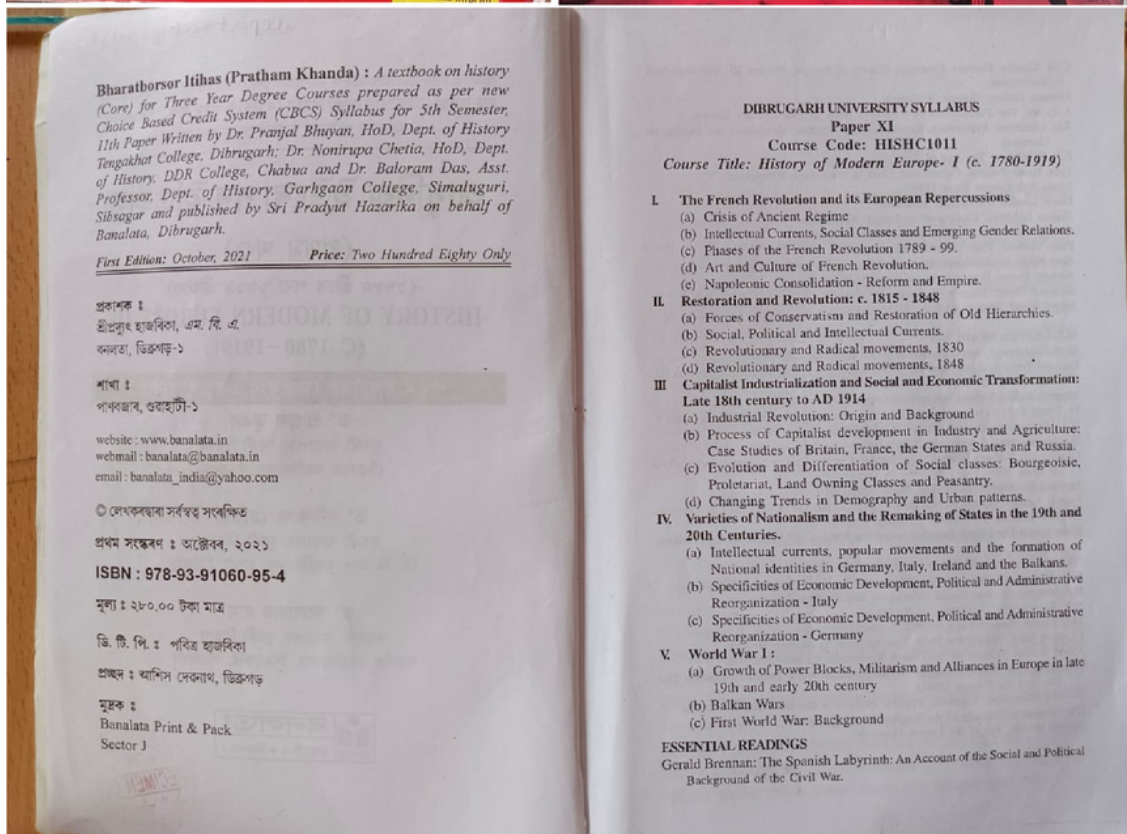 Bharatborsor Itihas (Pratham Khanda) : A textbook on history
(Core) for Three Year Degree Courses prepared as per new
Choice Based Credit System (CBCS) Syllabus for 5th Semester,
11th Paper Written by Dr. Pranjal Bhuyan, HoD, Dept. of History
Tengakhat College, Dibrugarh; Dr. Nonirupa Chetia, HoD, Dept.
of History. DDR College, Chabua and Dr. Baloram Das, Asst.
Professor, Dept. of History. Garhgaon College, Simaluguri,
Sibsagar and published by Sri Pradyut Hazarika on behalf of
Banalata, Dibrugarh.
First Edition: October, 2021 Price: Two Hundred Eighty Only
প্ৰকাশক ঃ
শ্ৰীপ্ৰদ্যুৎ হাজৰিকা, এম. বি. এ.
বনলতা, ডিব্ৰুগড়-১
শাখা ঃ
পাণবজাৰ, গুৱাহাটী-১
website : www.banalata.in
webmail : banalata@banalata.in
email : banalata_india@yahoo.com
© লেখকৰদ্বাৰা সৰ্বস্বত্ব সংৰক্ষিত
প্ৰথম সংস্কৰণ ঃ অক্টোবৰ, ২০২১
ISBN : 978-93-91060-95-4
মূল্য ঃ ২৮০.০০ টকা মাত্ৰ
ডি. টি. পি. ঃ পবিত্ৰ হাজৰিকা
প্ৰচ্ছদ ঃ আশিস দেৱনাথ, ডিব্ৰুগড়
মুদ্ৰক ঃ
Banalata Print & Pack
Sector J
DIBRUGARH UNIVERSITY SYLLABUS
Paper XI
Course Code: HISHC1011
Course Title: History of Modern Europe- I (c. 1780-1919)
I. The French Revolution and its European Repercussions
(a) Crisis of Ancient Regime
(b) Intellectual Currents, Social Classes and Emerging Gender Relations.
(c) Phases of the French Revolution 1789 - 99.
(d) Art and Culture of French Revolution.
(e) Napoleonic Consolidation - Reform and Empire.
II. Restoration and Revolution: c. 1815 - 1848
(a) Forces of Conservatism and Restoration of Old Hierarchies.
(b) Social, Political and Intellectual Currents.
(c) Revolutionary and Radical movements, 1830
(d) Revolutionary and Radical movements, 1848
III Capitalist Industrialization and Social and Economic Transformation:
Late 18th century to AD 1914
(a) Industrial Revolution: Origin and Background
(b) Process of Capitalist development in Industry and Agriculture:
Case Studies of Britain, France, the German States and Russia.
(c) Evolution and Differentiation of Social classes: Bourgeoisie,
Proletariat, Land Owning Classes and Peasantry.
(d) Changing Trends in Demography and Urban patterns.
IV. Varieties of Nationalism and the Remaking of States in the 19th and
20th Centuries.
(a) Intellectual currents, popular movements and the formation of
National identities in Germany, Italy, Ireland and the Balkans.
(b) Specificities of Economic Development, Political and Administrative
Reorganization - Italy
(c) Specificities of Economic Development, Political and Administrative
Reorganization - Germany
V. World War I :
(a) Growth of Power Blocks, Militarism and Alliances in Europe in late
19th and early 20th century
(b) Balkan Wars
(c) First World War: Background
ESSENTIAL READINGS
Gerald Brennan: The Spanish Labyrinth: An Account of the Social and Political
Background of the Civil War.